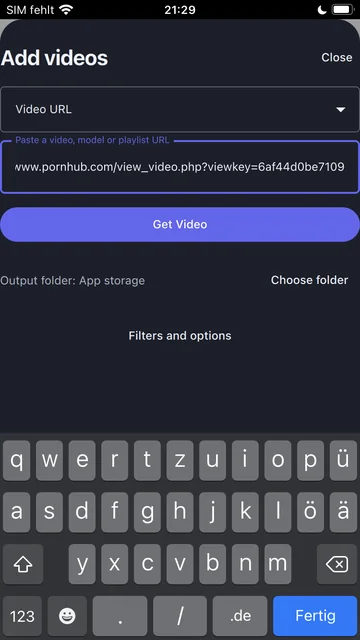 SIM fehlt 21:29
Add videos Close
Video URL
Paste a video, model or playlist URL
www.pornhub.com/view_video.php?viewkey=6af44d0be7109
Get Video
Output folder: App storage Choose folder
Filters and options
q w e r t z u i o p ü
a s d f g h j k l ö ä
y x c v b n m
123 . / .de Fertig